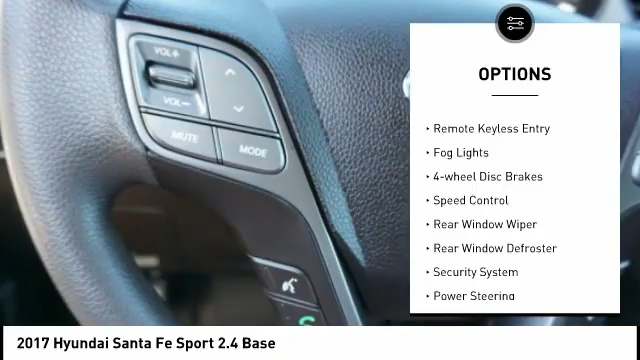 VOL+
VOL−
MUTE
MODE
OPTIONS
‣ Remote Keyless Entry
‣ Fog Lights
‣ 4-wheel Disc Brakes
‣ Speed Control
‣ Rear Window Wiper
‣ Rear Window Defroster
‣ Security System
‣ Power Steering
2017 Hyundai Santa Fe Sport 2.4 Base